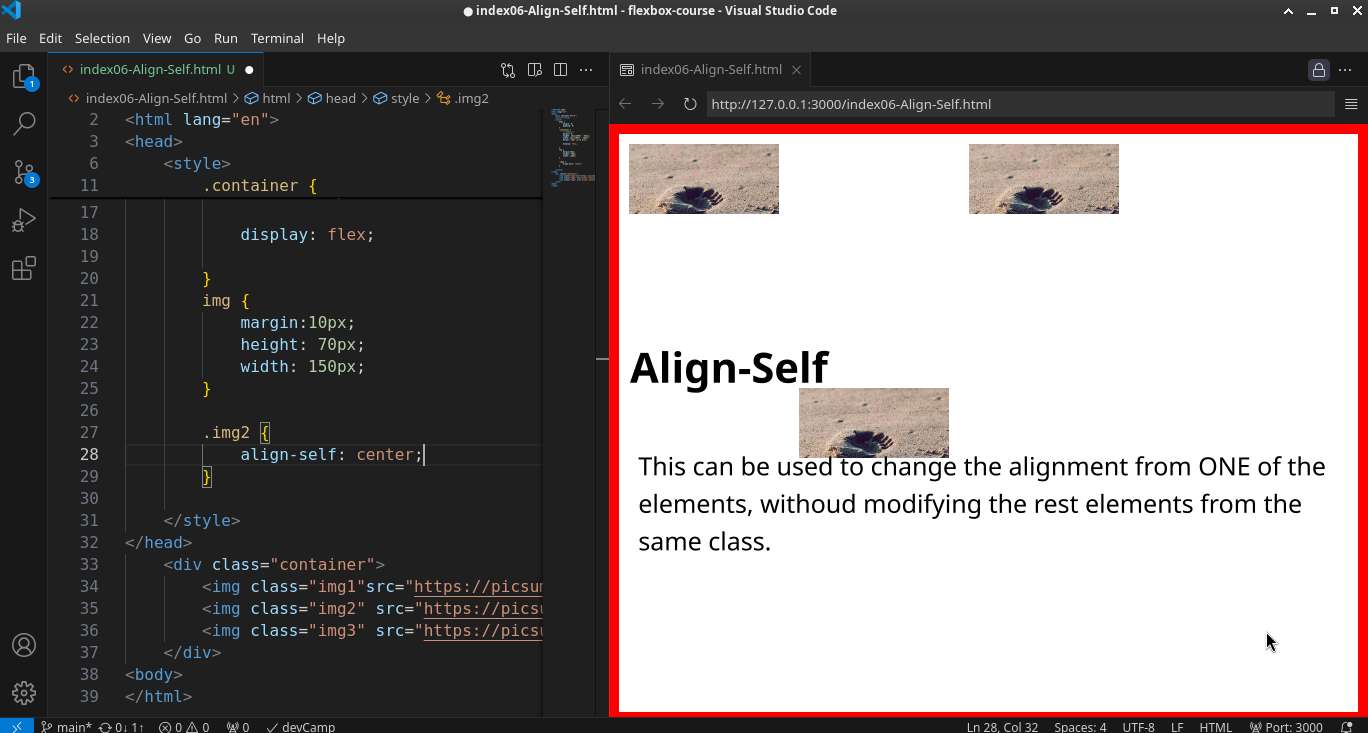 ● index06-Align-Self.html - flexbox-course - Visual Studio Code
File Edit Selection View Go Run Terminal Help
index06-Align-Self.html U ●
index06-Align-Self.html
index06-Align-Self.html > html > head > style > .img2
http://127.0.0.1:3000/index06-Align-Self.html
1
3
2 <html lang="en">
3 <head>
6 <style>
11 .container {
17
18 display: flex;
19
20 }
21 img {
22 margin:10px;
23 height: 70px;
24 width: 150px;
25 }
26
27 .img2 {
28 align-self: center;
29 }
30
31 </style>
32 </head>
33 <div class="container">
34 <img class="img1"src="https://picsum
35 <img class="img2" src="https://picsu
36 <img class="img3" src="https://picsu
37 </div>
38 <body>
39 </html>
Align-Self
This can be used to change the alignment from ONE of the
elements, withoud modifying the rest elements from the
same class.
main* 0↓ 1↑ 0 0 0 devCamp Ln 28, Col 32 Spaces: 4 UTF-8 LF HTML Port: 3000